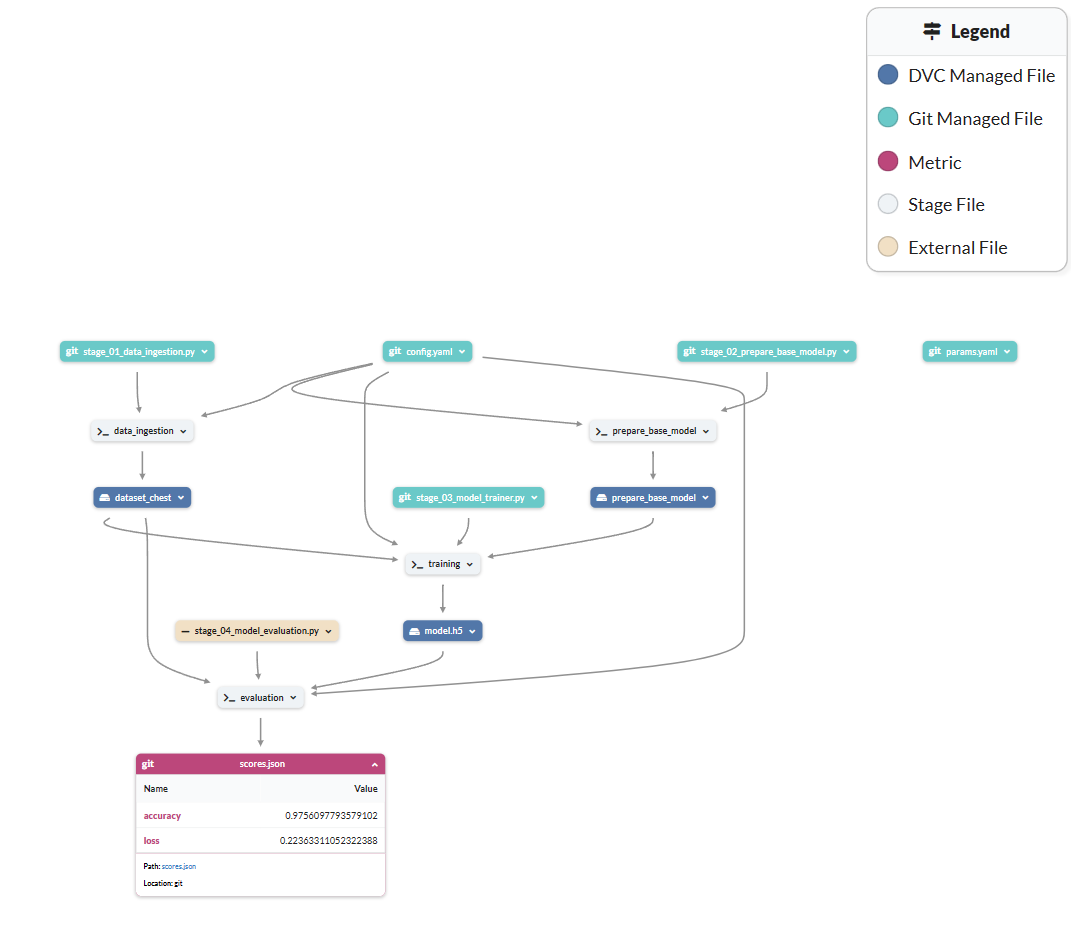 Legend
DVC Managed File
Git Managed File
Metric
Stage File
External File
git stage_01_data_ingestion.py
git config.yaml
git stage_02_prepare_base_model.py
git params.yaml
>_ data_ingestion
>_ prepare_base_model
dataset_chest
git stage_03_model_trainer.py
prepare_base_model
>_ training
stage_04_model_evaluation.py
model.h5
>_ evaluation
git scores.json
Name Value
accuracy 0.9756097793579102
loss 0.22363311052322388
Path: scores.json
Location: git